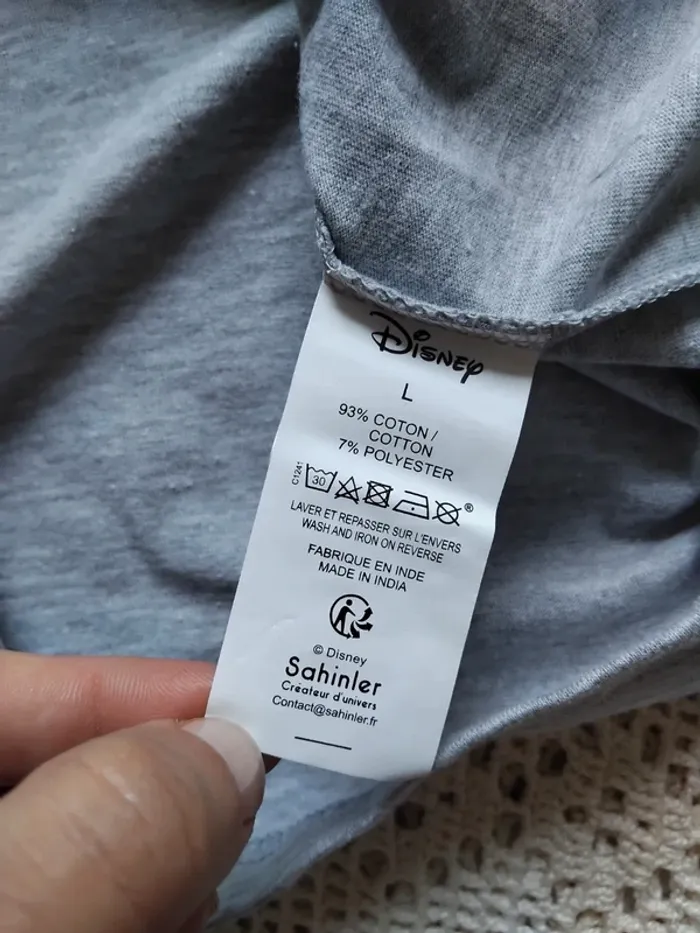 Disney
L
93% COTON /
COTTON
7% POLYESTER
C1241
30
®
LAVER ET REPASSER SUR L'ENVERS
WASH AND IRON ON REVERSE
FABRIQUE EN INDE
MADE IN INDIA
© Disney
Sahinler
Créateur d'univers
Contact@sahinler.fr